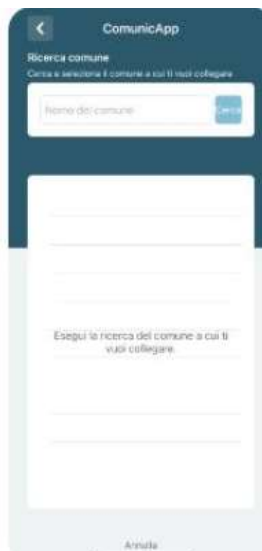 ComunicApp
Ricerca comune
Cerca e seleziona il comune a cui ti vuoi collegare
Nome del comune
Cerca
Esegui la ricerca del comune a cui ti
vuoi collegare.
Annulla